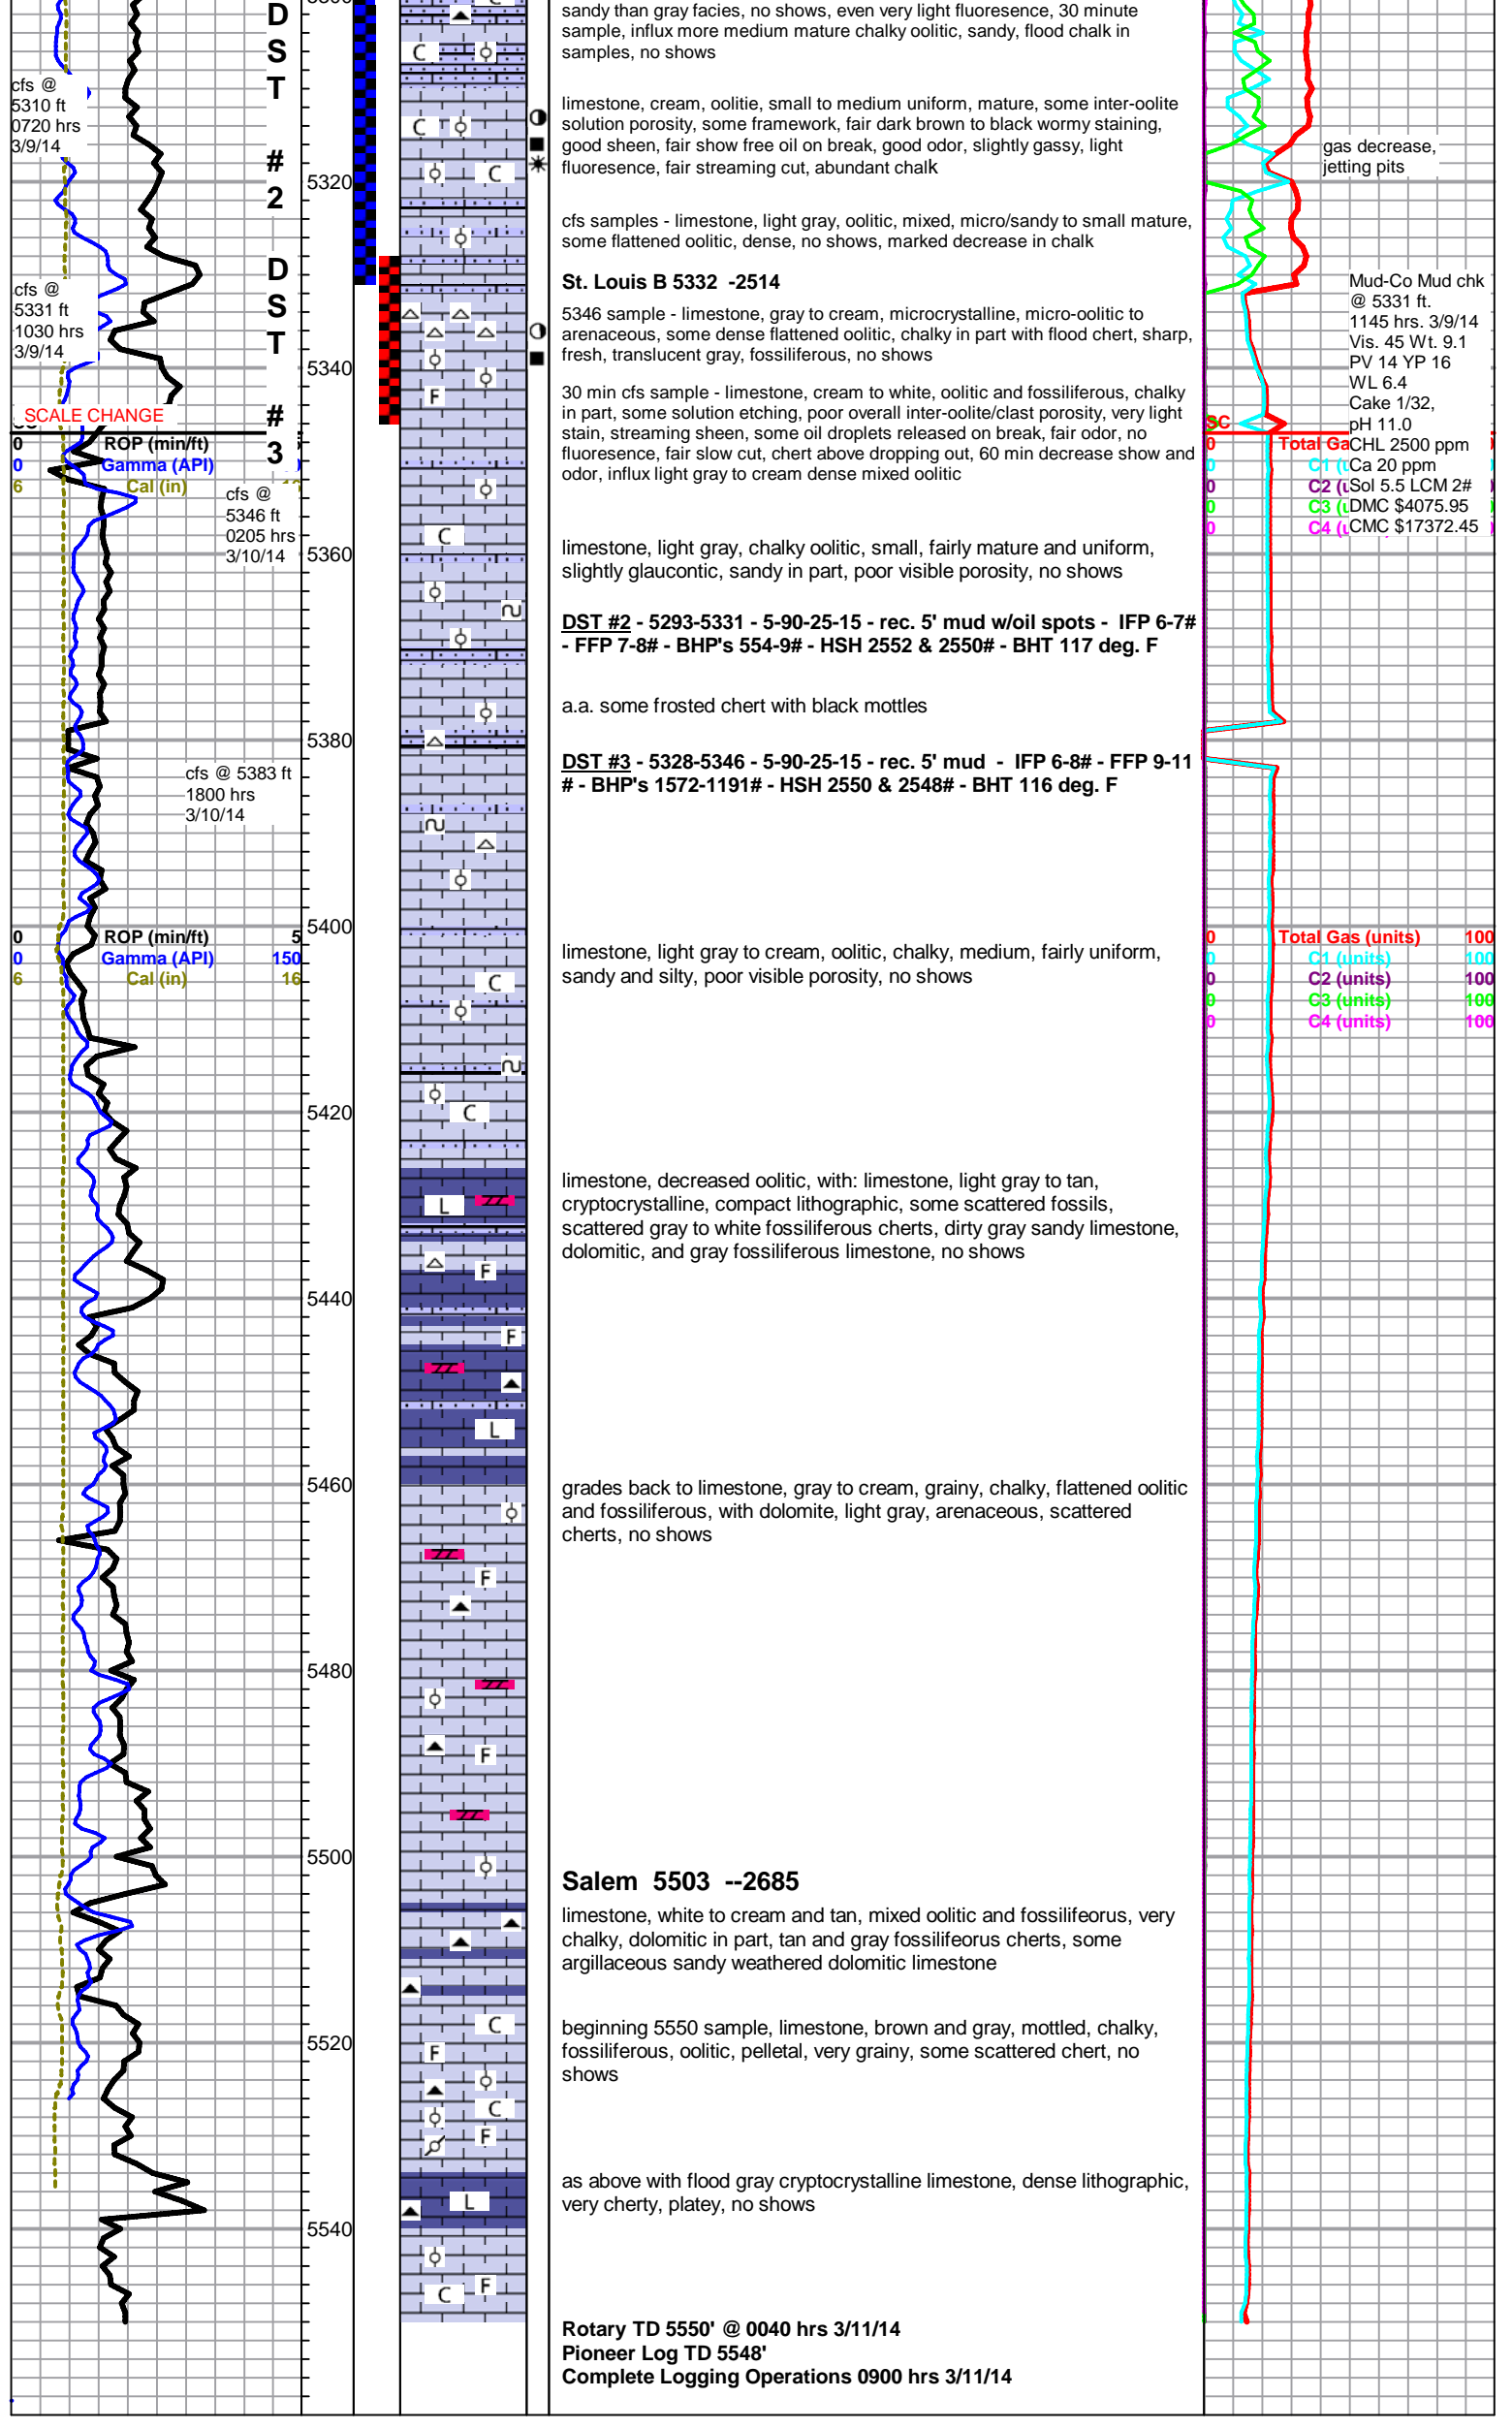 D
S
T
#
2
D
S
T
#
3
cfs @
5310 ft
0720 hrs
3/9/14
cfs @
5331 ft
1030 hrs
3/9/14
SCALE CHANGE
0 ROP (min/ft)
0 Gamma (API)
6 Cal (in)
cfs @
5346 ft
0205 hrs
3/10/14
cfs @ 5383 ft
1800 hrs
3/10/14
0 ROP (min/ft) 5
0 Gamma (API) 150
6 Cal (in) 16
5320
5340
5360
5380
5400
5420
5440
5460
5480
5500
5520
5540
C
C
C
F
C
C
C
L
F
F
L
F
F
C
F
C
F
L
F
C
sandy than gray facies, no shows, even very light fluoresence, 30 minute
sample, influx more medium mature chalky oolitic, sandy, flood chalk in
samples, no shows
limestone, cream, oolitie, small to medium uniform, mature, some inter-oolite
solution porosity, some framework, fair dark brown to black wormy staining,
good sheen, fair show free oil on break, good odor, slightly gassy, light
fluoresence, fair streaming cut, abundant chalk
cfs samples - limestone, light gray, oolitic, mixed, micro/sandy to small mature,
some flattened oolitic, dense, no shows, marked decrease in chalk
St. Louis B 5332 -2514
5346 sample - limestone, gray to cream, microcrystalline, micro-oolitic to
arenaceous, some dense flattened oolitic, chalky in part with flood chert, sharp,
fresh, translucent gray, fossiliferous, no shows
30 min cfs sample - limestone, cream to white, oolitic and fossiliferous, chalky
in part, some solution etching, poor overall inter-oolite/clast porosity, very light
stain, streaming sheen, some oil droplets released on break, fair odor, no
fluoresence, fair slow cut, chert above dropping out, 60 min decrease show and
odor, influx light gray to cream dense mixed oolitic
limestone, light gray, chalky oolitic, small, fairly mature and uniform,
slightly glaucontic, sandy in part, poor visible porosity, no shows
DST #2 - 5293-5331 - 5-90-25-15 - rec. 5' mud w/oil spots - IFP 6-7#
- FFP 7-8# - BHP's 554-9# - HSH 2552 & 2550# - BHT 117 deg. F
a.a. some frosted chert with black mottles
DST #3 - 5328-5346 - 5-90-25-15 - rec. 5' mud - IFP 6-8# - FFP 9-11
# - BHP's 1572-1191# - HSH 2550 & 2548# - BHT 116 deg. F
limestone, light gray to cream, oolitic, chalky, medium, fairly uniform,
sandy and silty, poor visible porosity, no shows
limestone, decreased oolitic, with: limestone, light gray to tan,
cryptocrystalline, compact lithographic, some scattered fossils,
scattered gray to white fossiliferous cherts, dirty gray sandy limestone,
dolomitic, and gray fossiliferous limestone, no shows
grades back to limestone, gray to cream, grainy, chalky, flattened oolitic
and fossiliferous, with dolomite, light gray, arenaceous, scattered
cherts, no shows
Salem 5503 --2685
limestone, white to cream and tan, mixed oolitic and fossilifeorus, very
chalky, dolomitic in part, tan and gray fossilifeorus cherts, some
argillaceous sandy weathered dolomitic limestone
beginning 5550 sample, limestone, brown and gray, mottled, chalky,
fossiliferous, oolitic, pelletal, very grainy, some scattered chert, no
shows
as above with flood gray cryptocrystalline limestone, dense lithographic,
very cherty, platey, no shows
Rotary TD 5550' @ 0040 hrs 3/11/14
Pioneer Log TD 5548'
Complete Logging Operations 0900 hrs 3/11/14
gas decrease,
jetting pits
Mud-Co Mud chk
@ 5331 ft.
1145 hrs. 3/9/14
Vis. 45 Wt. 9.1
PV 14 YP 16
WL 6.4
Cake 1/32,
pH 11.0
CHL 2500 ppm
Ca 20 ppm
Sol 5.5 LCM 2#
DMC $4075.95
CMC $17372.45
SC
0 Total Ga
C1
0 C2
0 C3
0 C4
0 Total Gas (units) 100
0 C1 (units) 100
0 C2 (units) 100
0 C3 (units) 100
0 C4 (units) 100